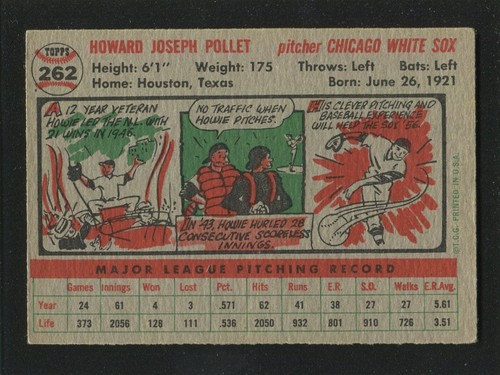 TOPPS
262
HOWARD JOSEPH POLLET pitcher CHICAGO WHITE SOX
Height: 6'1" Weight: 175 Throws: Left Bats: Left
Home: Houston, Texas Born: June 26, 1921
A 12 YEAR VETERAN
HOWIE LED THE N.L. WITH
21 WINS IN 1946.
NO TRAFFIC WHEN
HOWIE PITCHES.
IN '43, HOWIE HURLED 28
CONSECUTIVE SCORELESS
INNINGS.
HIS CLEVER PITCHING AND
BASEBALL EXPERIENCE
WILL HELP THE SOX '56.
©T.C.G. PRINTED IN U.S.A.
MAJOR LEAGUE PITCHING RECORD
Games Innings Won Lost Pct. Hits Runs E.R. S.O. Walks E.R.Avg.
Year 24 61 4 3 .571 62 41 38 27 27 5.61
Life 373 2056 128 111 .536 2050 932 802 910 726 3.51